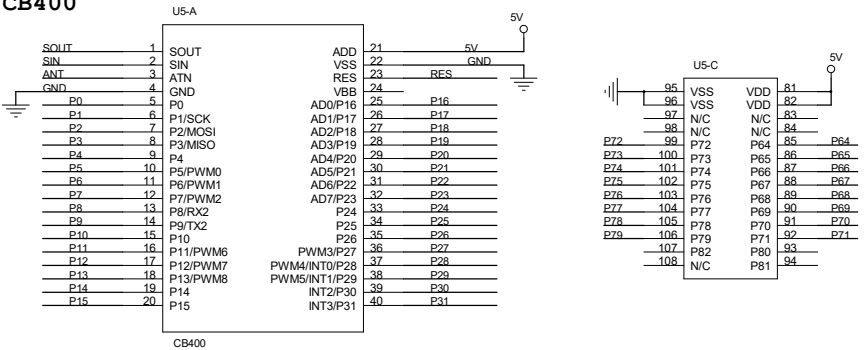 CB400
U5-A
5V
SOUT 1 SOUT ADD 21 5V
SIN 2 SIN VSS 22 GND
ANT 3 ATN RES 23 RES
GND 4 GND VBB 24
P0 5 P0 AD0/P16 25 P16
P1 6 P1/SCK AD1/P17 26 P17
P2 7 P2/MOSI AD2/P18 27 P18
P3 8 P3/MISO AD3/P19 28 P19
P4 9 P4 AD4/P20 29 P20
P5 10 P5/PWM0 AD5/P21 30 P21
P6 11 P6/PWM1 AD6/P22 31 P22
P7 12 P7/PWM2 AD7/P23 32 P23
P8 13 P8/RX2 P24 33 P24
P9 14 P9/TX2 P25 34 P25
P10 15 P10 P26 35 P26
P11 16 P11/PWM6 PWM3/P27 36 P27
P12 17 P12/PWM7 PWM4/INT0/P28 37 P28
P13 18 P13/PWM8 PWM5/INT1/P29 38 P29
P14 19 P14 INT2/P30 39 P30
P15 20 P15 INT3/P31 40 P31
CB400
U5-C
5V
95 VSS VDD 81
96 VSS VDD 82
97 N/C N/C 83
98 N/C N/C 84
P72 99 P72 P64 85 P64
P73 100 P73 P65 86 P65
P74 101 P74 P66 87 P66
P75 102 P75 P67 88 P67
P76 103 P76 P68 89 P68
P77 104 P77 P69 90 P69
P78 105 P78 P70 91 P70
P79 106 P79 P71 92 P71
107 P82 P80 93
108 N/C P81 94